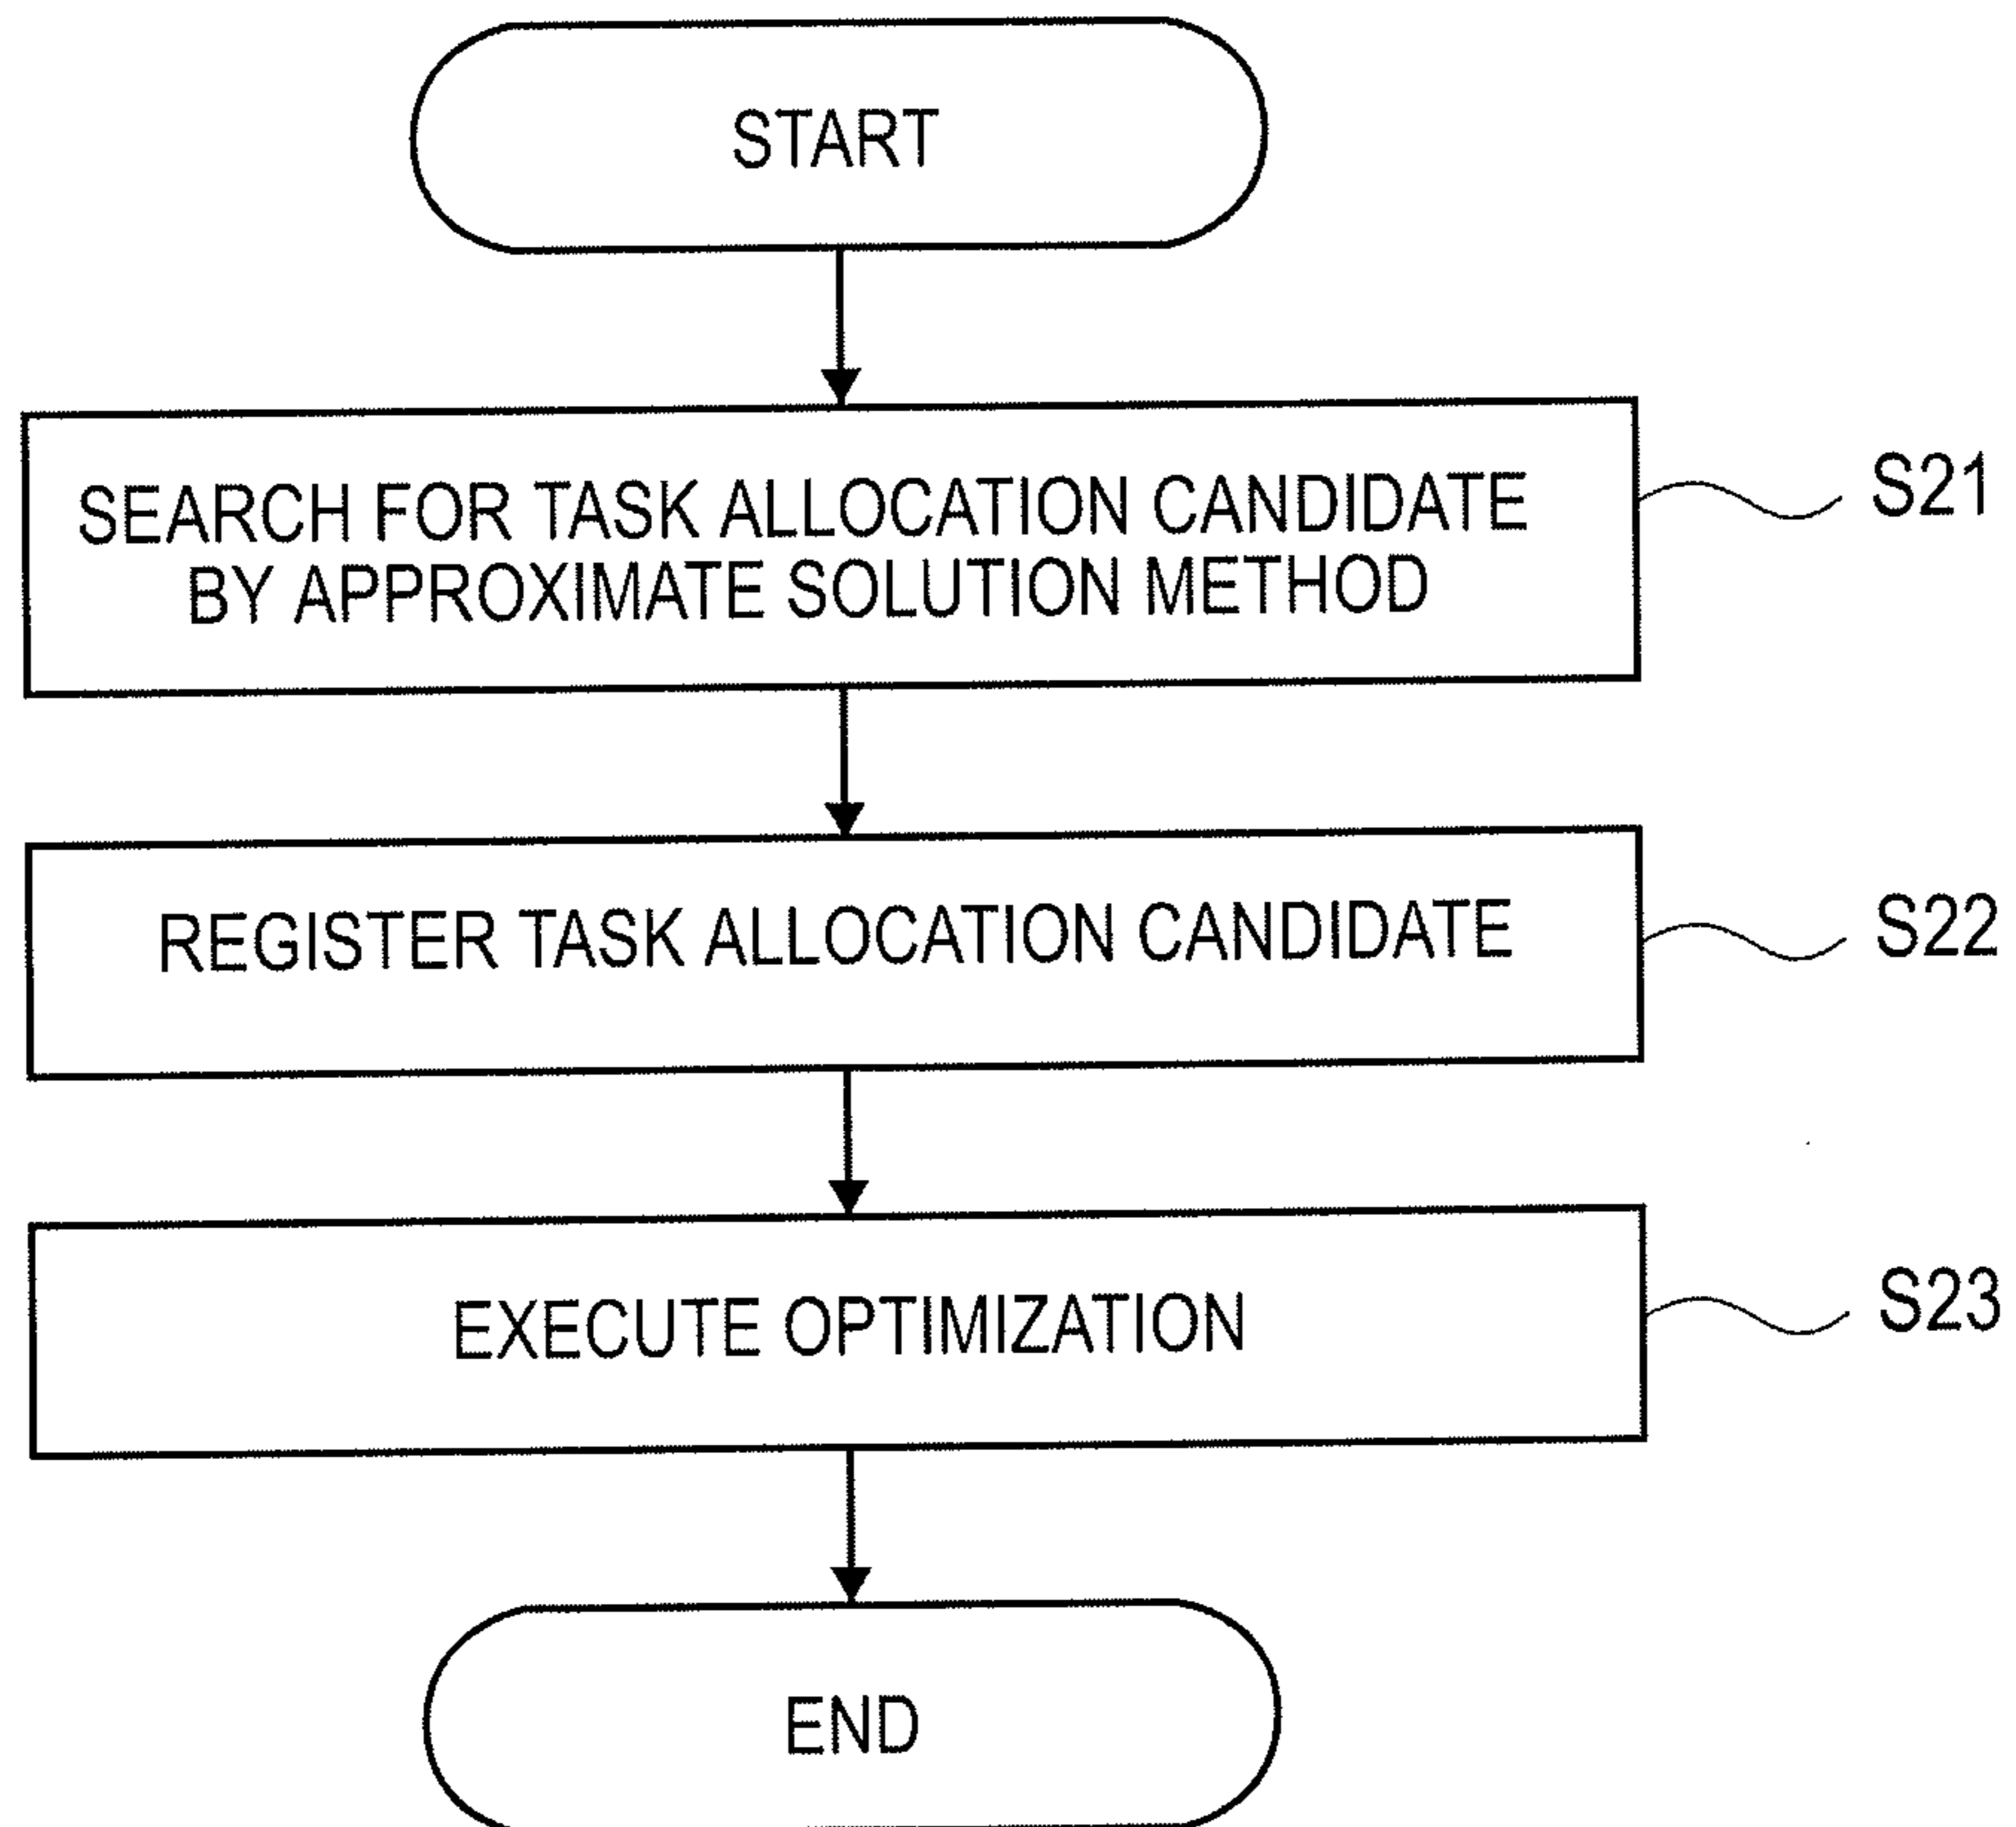 START
SEARCH FOR TASK ALLOCATION CANDIDATE
BY APPROXIMATE SOLUTION METHOD
S21
REGISTER TASK ALLOCATION CANDIDATE
S22
EXECUTE OPTIMIZATION
S23
END